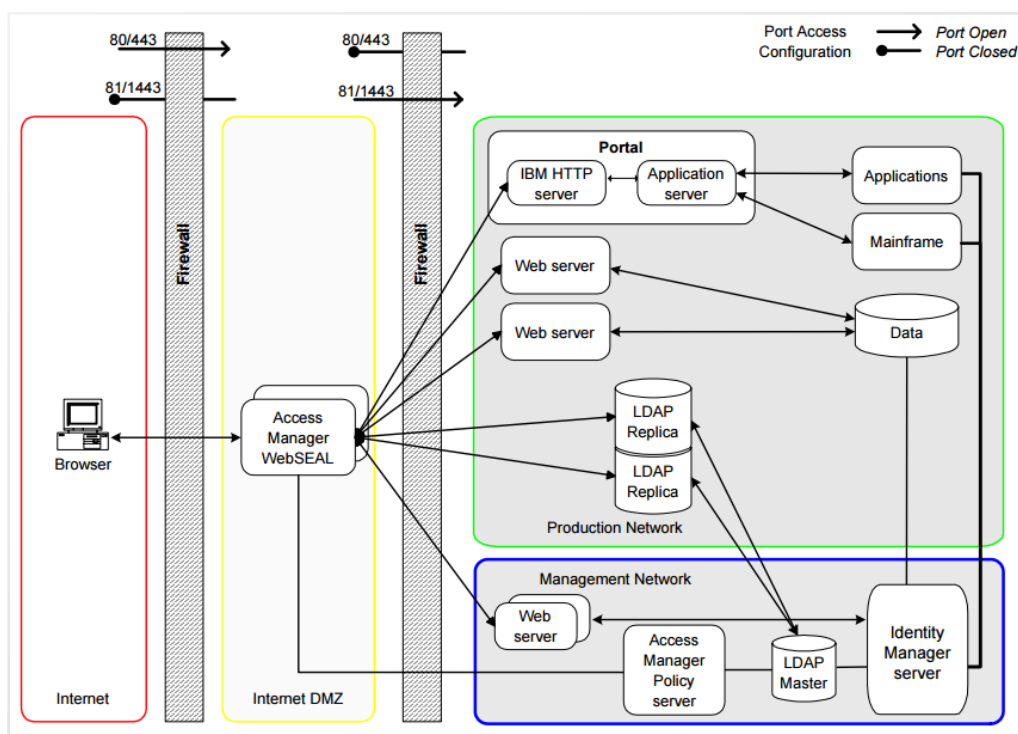 80/443
80/443
Port Access
Configuration
Port Open
Port Closed
81/1443
81/1443
Firewall
Firewall
Portal
IBM HTTP
server
Application
server
Applications
Mainframe
Web server
Web server
Data
Browser
Access
Manager
WebSEAL
LDAP
Replica
LDAP
Replica
Production Network
Management Network
Web
server
Access
Manager
Policy
server
LDAP
Master
Identity
Manager
server
Internet
Internet DMZ